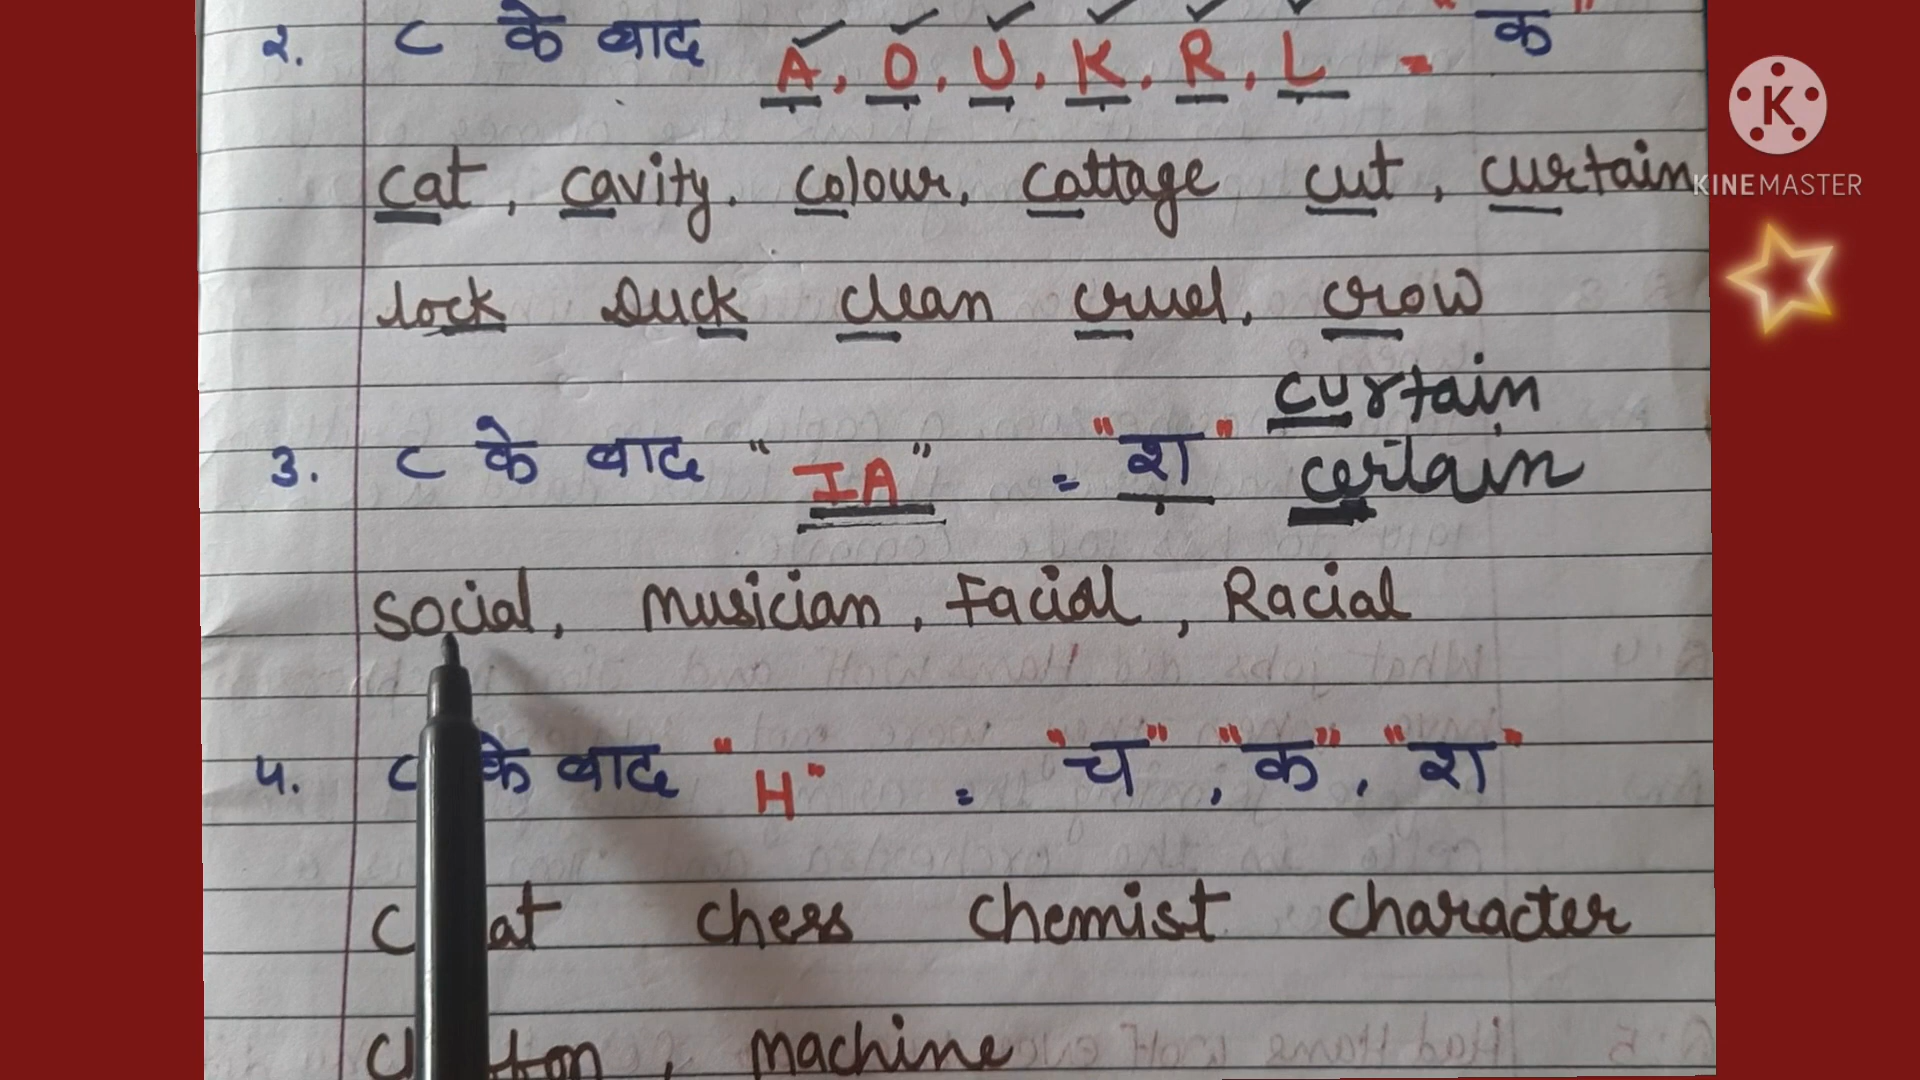 २. C के बाद A, O, U, K, R, L = "क"
cat, cavity. colour, cottage cut, curtain
KINEMASTER
lock Duck clean cruel, crow
curtain
3. C के बाद "IA" = "श" certain
Social, Musician, Facial, Racial
4. C के बाद "H" = "च", "क", "श"
chess chemist character
, machine